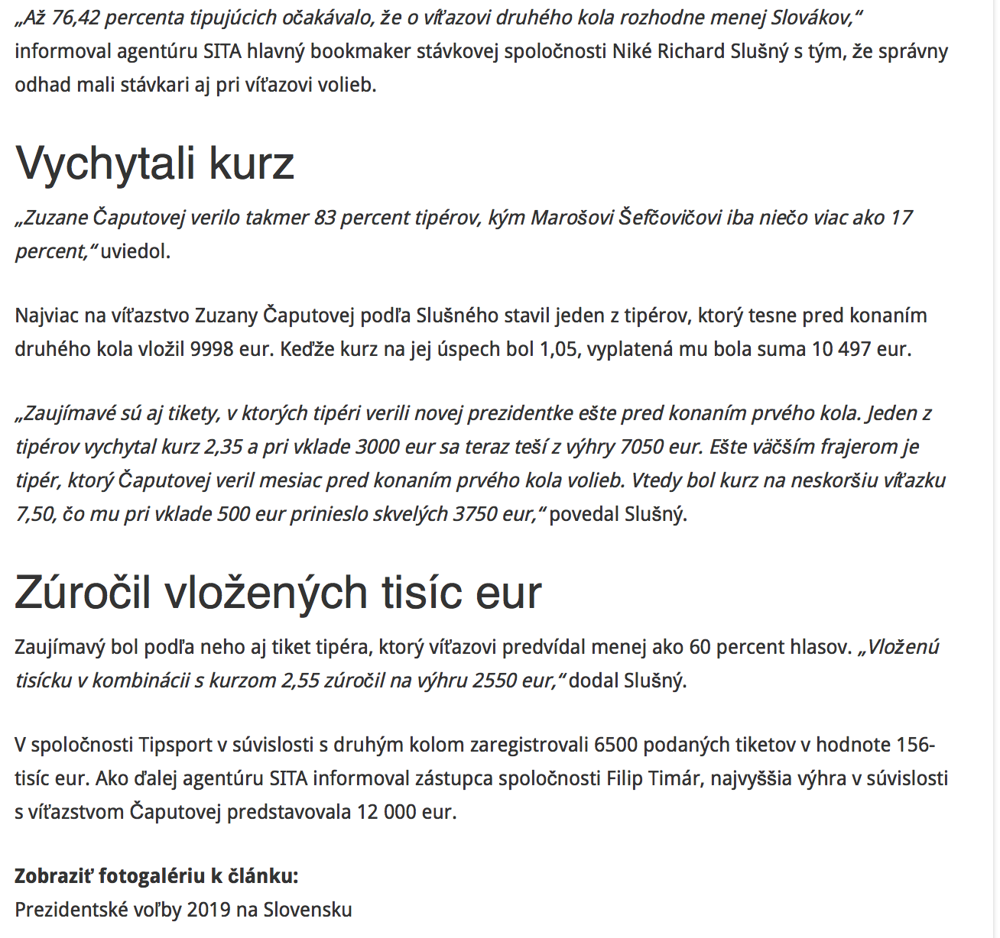 „Až 76,42 percenta tipujúcich očakávalo, že o víťazovi druhého kola rozhodne menej Slovákov,“
informoval agentúru SITA hlavný bookmaker stávkovej spoločnosti Niké Richard Slušný s tým, že správny
odhad mali stávkari aj pri víťazovi volieb.
Vychytali kurz
„Zuzane Čaputovej verilo takmer 83 percent tipérov, kým Marošovi Šefčovičovi iba niečo viac ako 17
percent,“ uviedol.
Najviac na víťazstvo Zuzany Čaputovej podľa Slušného stavil jeden z tipérov, ktorý tesne pred konaním
druhého kola vložil 9998 eur. Keďže kurz na jej úspech bol 1,05, vyplatená mu bola suma 10 497 eur.
„Zaujímavé sú aj tikety, v ktorých tipéri verili novej prezidentke ešte pred konaním prvého kola. Jeden z
tipérov vychytal kurz 2,35 a pri vklade 3000 eur sa teraz teší z výhry 7050 eur. Ešte väčším frajerom je
tipér, ktorý Čaputovej veril mesiac pred konaním prvého kola volieb. Vtedy bol kurz na neskoršiu víťazku
7,50, čo mu pri vklade 500 eur prinieslo skvelých 3750 eur,“ povedal Slušný.
Zúročil vložených tisíc eur
Zaujímavý bol podľa neho aj tiket tipéra, ktorý víťazovi predvídal menej ako 60 percent hlasov. „Vloženú
tisícku v kombinácii s kurzom 2,55 zúročil na výhru 2550 eur,“ dodal Slušný.
V spoločnosti Tipsport v súvislosti s druhým kolom zaregistrovali 6500 podaných tiketov v hodnote 156-
tisíc eur. Ako ďalej agentúru SITA informoval zástupca spoločnosti Filip Timár, najvyššia výhra v súvislosti
s víťazstvom Čaputovej predstavovala 12 000 eur.
Zobraziť fotogalériu k článku:
Prezidentské voľby 2019 na Slovensku